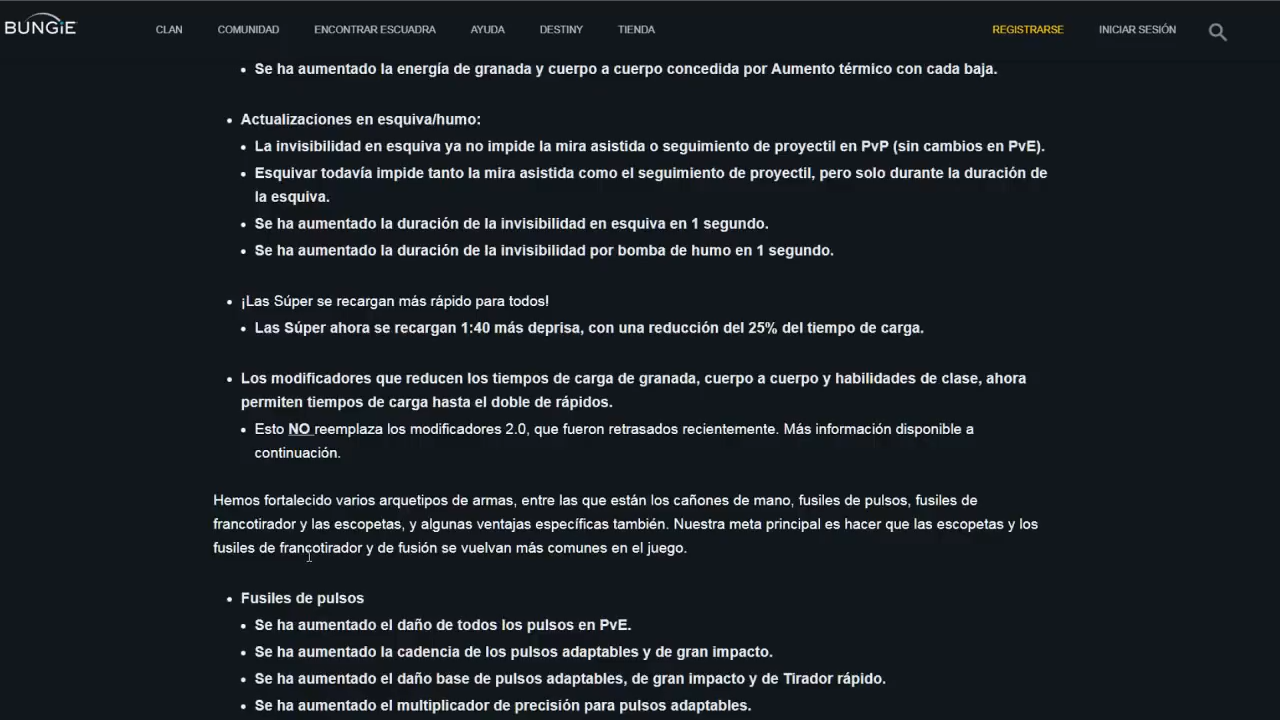 BUNGiE CLAN COMUNIDAD ENCONTRAR ESCUADRA AYUDA DESTINY TIENDA REGISTRARSE INICIAR SESIÓN
• Se ha aumentado la energía de granada y cuerpo a cuerpo concedida por Aumento térmico con cada baja.
• Actualizaciones en esquiva/humo:
• La invisibilidad en esquiva ya no impide la mira asistida o seguimiento de proyectil en PvP (sin cambios en PvE).
• Esquivar todavía impide tanto la mira asistida como el seguimiento de proyectil, pero solo durante la duración de
la esquiva.
• Se ha aumentado la duración de la invisibilidad en esquiva en 1 segundo.
• Se ha aumentado la duración de la invisibilidad por bomba de humo en 1 segundo.
• ¡Las Súper se recargan más rápido para todos!
• Las Súper ahora se recargan 1:40 más deprisa, con una reducción del 25% del tiempo de carga.
• Los modificadores que reducen los tiempos de carga de granada, cuerpo a cuerpo y habilidades de clase, ahora
permiten tiempos de carga hasta el doble de rápidos.
• Esto NO reemplaza los modificadores 2.0, que fueron retrasados recientemente. Más información disponible a
continuación.
Hemos fortalecido varios arquetipos de armas, entre las que están los cañones de mano, fusiles de pulsos, fusiles de
francotirador y las escopetas, y algunas ventajas específicas también. Nuestra meta principal es hacer que las escopetas y los
fusiles de francotirador y de fusión se vuelvan más comunes en el juego.
• Fusiles de pulsos
• Se ha aumentado el daño de todos los pulsos en PvE.
• Se ha aumentado la cadencia de los pulsos adaptables y de gran impacto.
• Se ha aumentado el daño base de pulsos adaptables, de gran impacto y de Tirador rápido.
• Se ha aumentado el multiplicador de precisión para pulsos adaptables.